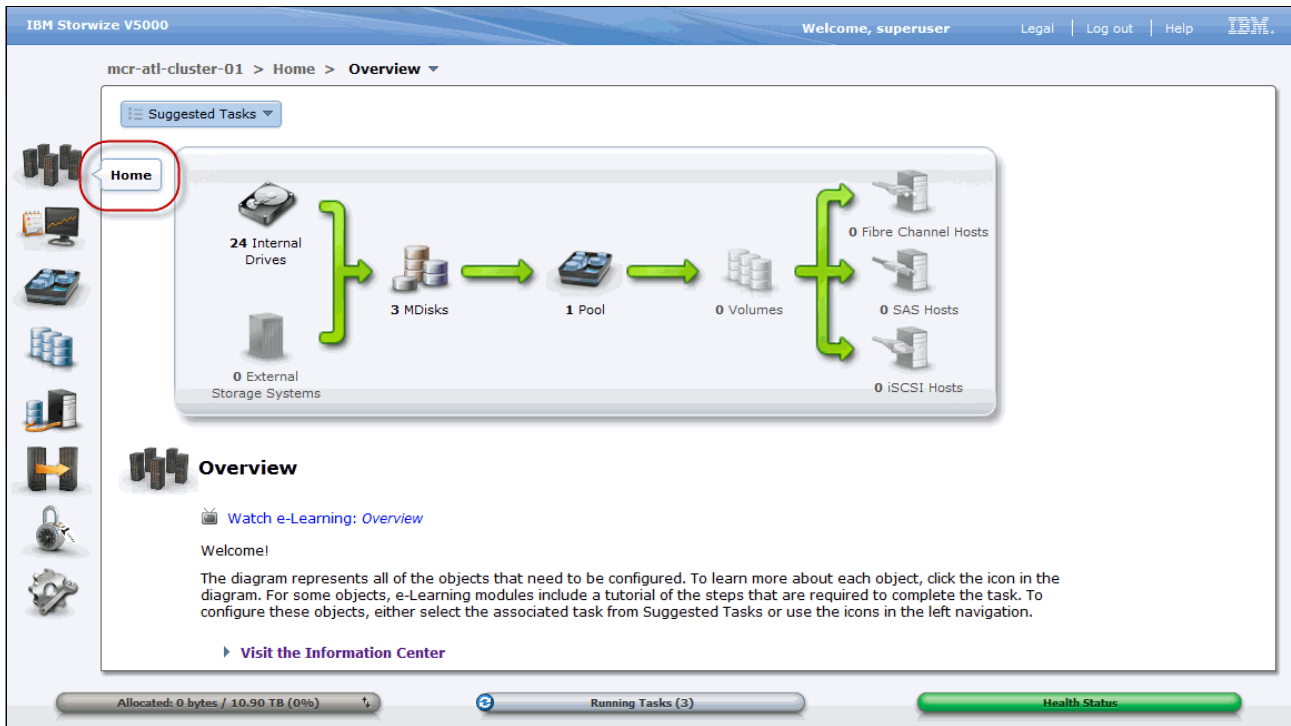 IBM Storwize V5000
Welcome, superuser
Legal | Log out | Help
IBM.
mcr-atl-cluster-01 > Home > Overview
Suggested Tasks
Home
24 Internal
Drives
0 External
Storage Systems
3 MDisks
1 Pool
0 Volumes
0 Fibre Channel Hosts
0 SAS Hosts
0 iSCSI Hosts
Overview
Watch e-Learning: Overview
Welcome!
The diagram represents all of the objects that need to be configured. To learn more about each object, click the icon in the
diagram. For some objects, e-Learning modules include a tutorial of the steps that are required to complete the task. To
configure these objects, either select the associated task from Suggested Tasks or use the icons in the left navigation.
Visit the Information Center
Allocated: 0 bytes / 10.90 TB (0%)
Running Tasks (3)
Health Status